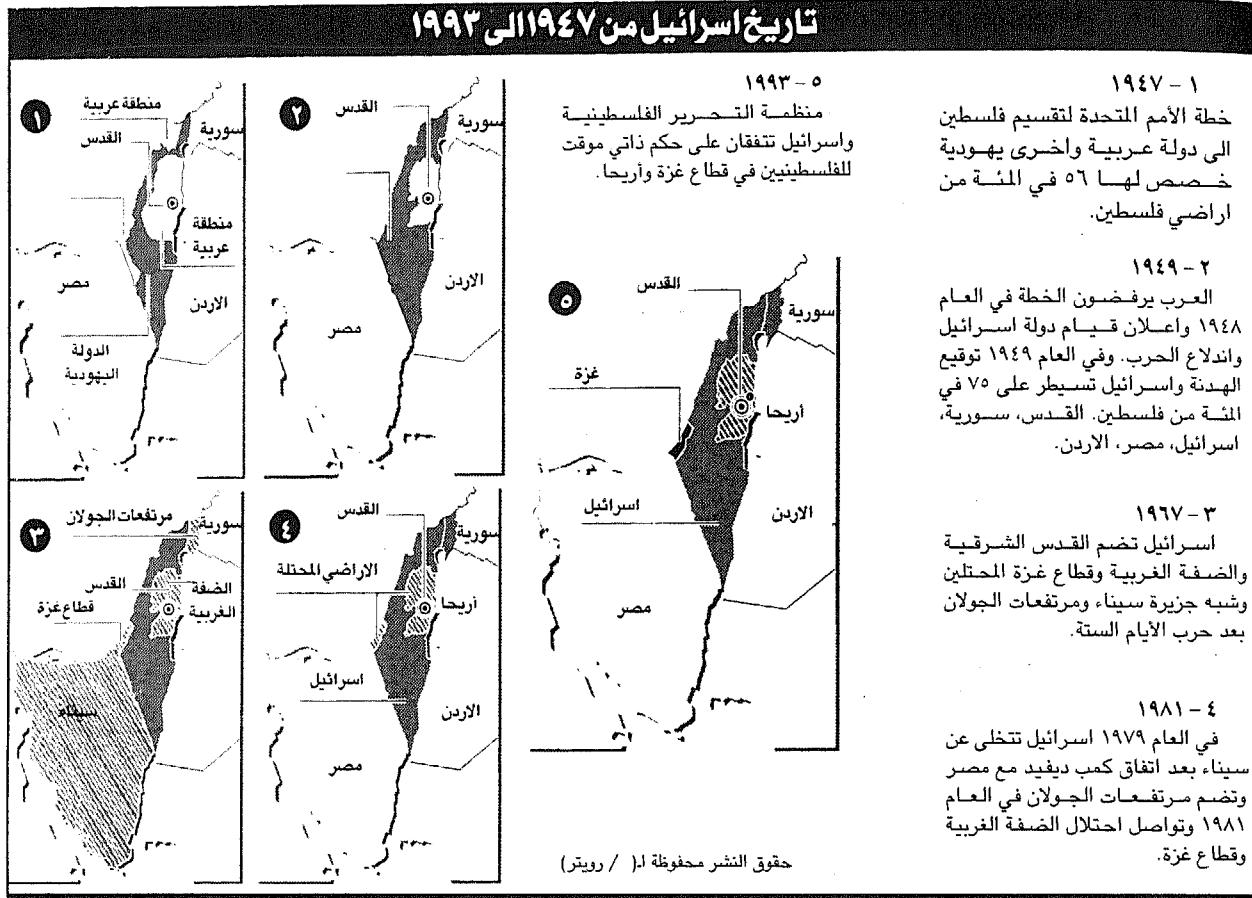 تاريخ اسرائيل من ١٩٤٧ الى ١٩٩٣
١ - ١٩٤٧
خطة الأمم المتحدة لتقسيم فلسطين
الى دولة عربية واخرى يهودية
خصص لها ٥٦ في المئة من
اراضي فلسطين.
٢ - ١٩٤٩
العرب يرفضون الخطة في العام
١٩٤٨ واعلان قيام دولة اسرائيل
واندلاع الحرب. وفي العام ١٩٤٩ توقيع
الهدنة واسرائيل تسيطر على ٧٥ في
المئة من فلسطين. القدس، سورية،
اسرائيل، مصر، الاردن.
٣ - ١٩٦٧
اسرائيل تضم القدس الشرقية
والضفة الغربية وقطاع غزة المحتلين
وشبه جزيرة سيناء ومرتفعات الجولان
بعد حرب الأيام الستة.
٤ - ١٩٨١
في العام ١٩٧٩ اسرائيل تتخلى عن
سيناء بعد اتفاق كمب ديفيد مع مصر
وتضم مرتفعات الجولان في العام
١٩٨١ وتواصل احتلال الضفة الغربية
وقطاع غزة.
٥ - ١٩٩٣
منظمة التحرير الفلسطينية
واسرائيل تتفقان على حكم ذاتي موقت
للفلسطينيين في قطاع غزة وأريحا.
١
منطقة عربية
سورية
القدس
منطقة
عربية
مصر
الاردن
الدولة
اليهودية
٢
القدس
سورية
الاردن
مصر
٣
مرتفعات الجولان
سورية
القدس
الضفة
الغربية
قطاع غزة
سيناء
٤
القدس
سورية
الاراضي المحتلة
أريحا
اسرائيل
الاردن
مصر
٥
القدس
سورية
غزة
أريحا
اسرائيل
الاردن
مصر
حقوق النشر محفوظة لـ( / رويتر)